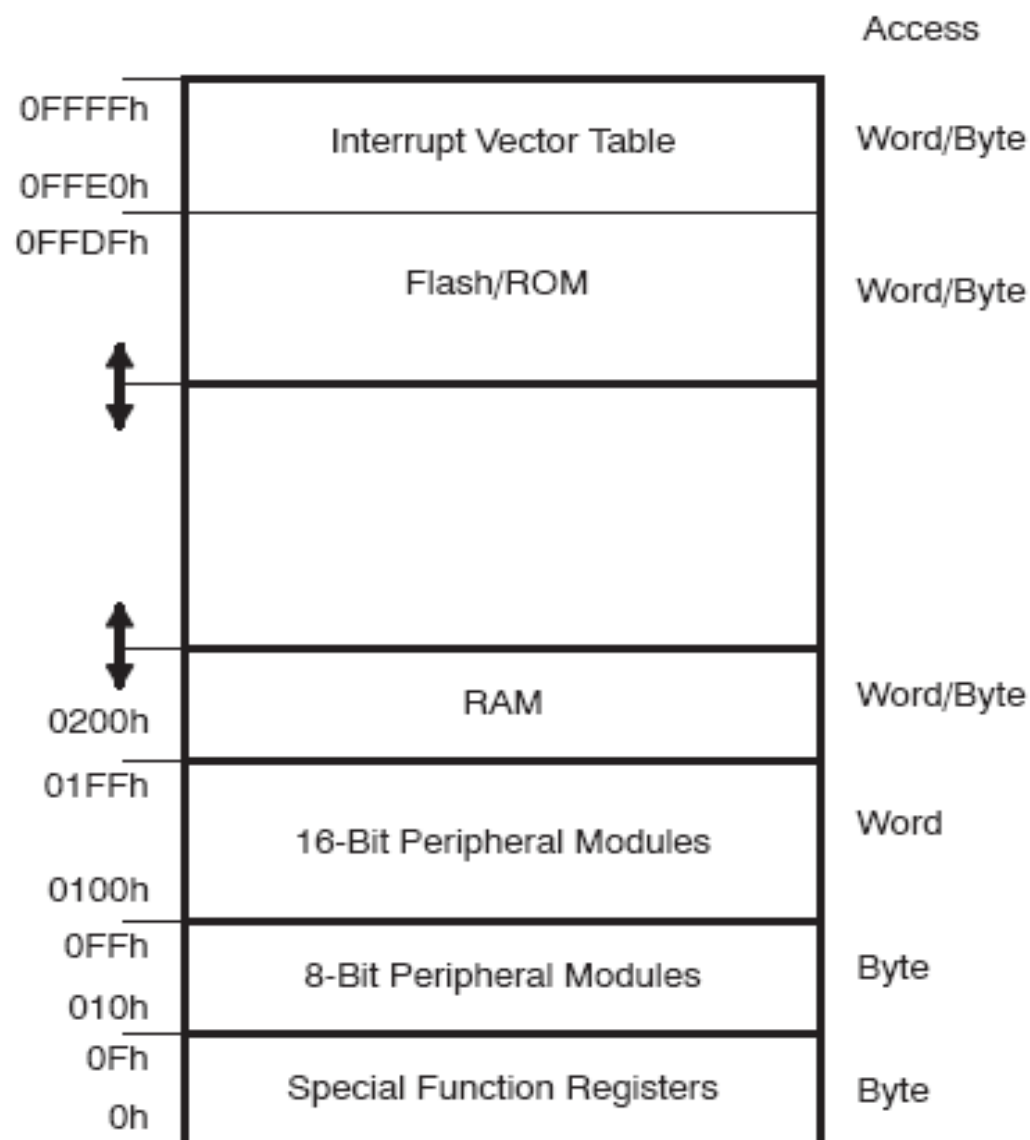 Access
0FFFFh
Interrupt Vector Table Word/Byte
0FFE0h
0FFDFh
Flash/ROM Word/Byte
RAM Word/Byte
0200h
01FFh
Word
16-Bit Peripheral Modules
0100h
0FFh
8-Bit Peripheral Modules Byte
010h
0Fh
Special Function Registers Byte
0h